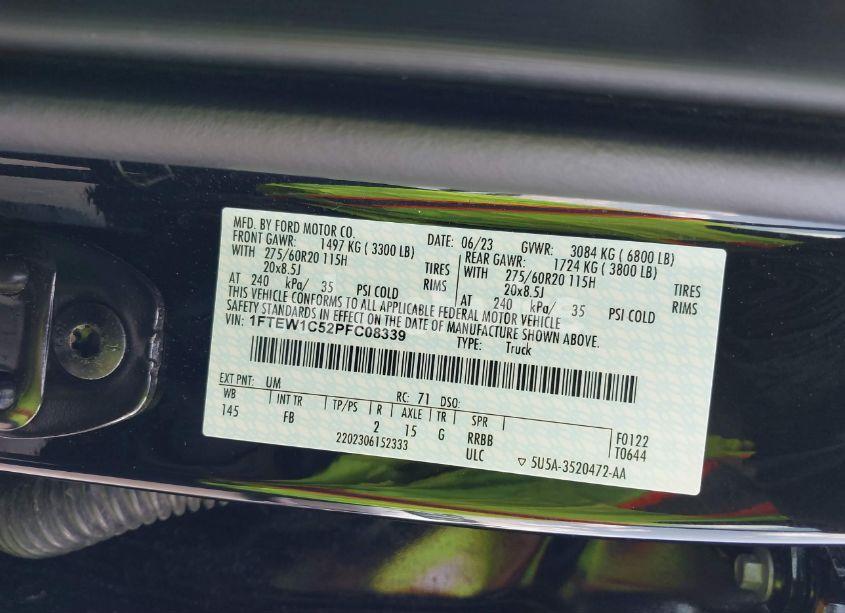 MFD. BY FORD MOTOR CO. DATE: 06/23 GVWR: 3084 KG ( 6800 LB)
FRONT GAWR: 1497 KG ( 3300 LB) REAR GAWR: 1724 KG ( 3800 LB)
WITH 275/60R20 115H TIRES WITH 275/60R20 115H TIRES
20x8.5J RIMS 20x8.5J RIMS
AT 240 kPa/ 35 PSI COLD AT 240 kPa/ 35 PSI COLD
THIS VEHICLE CONFORMS TO ALL APPLICABLE FEDERAL MOTOR VEHICLE
SAFETY STANDARDS IN EFFECT ON THE DATE OF MANUFACTURE SHOWN ABOVE.
VIN: 1FTEW1C52PFC08339 TYPE: Truck
EXT PNT: UM RC: 71 DSO:
WB INT TR TP/PS R AXLE TR SPR
145 FB 2 15 G RRBB F0122
2202306152333 ULC T0644
▽ 5U5A-3520472-AA